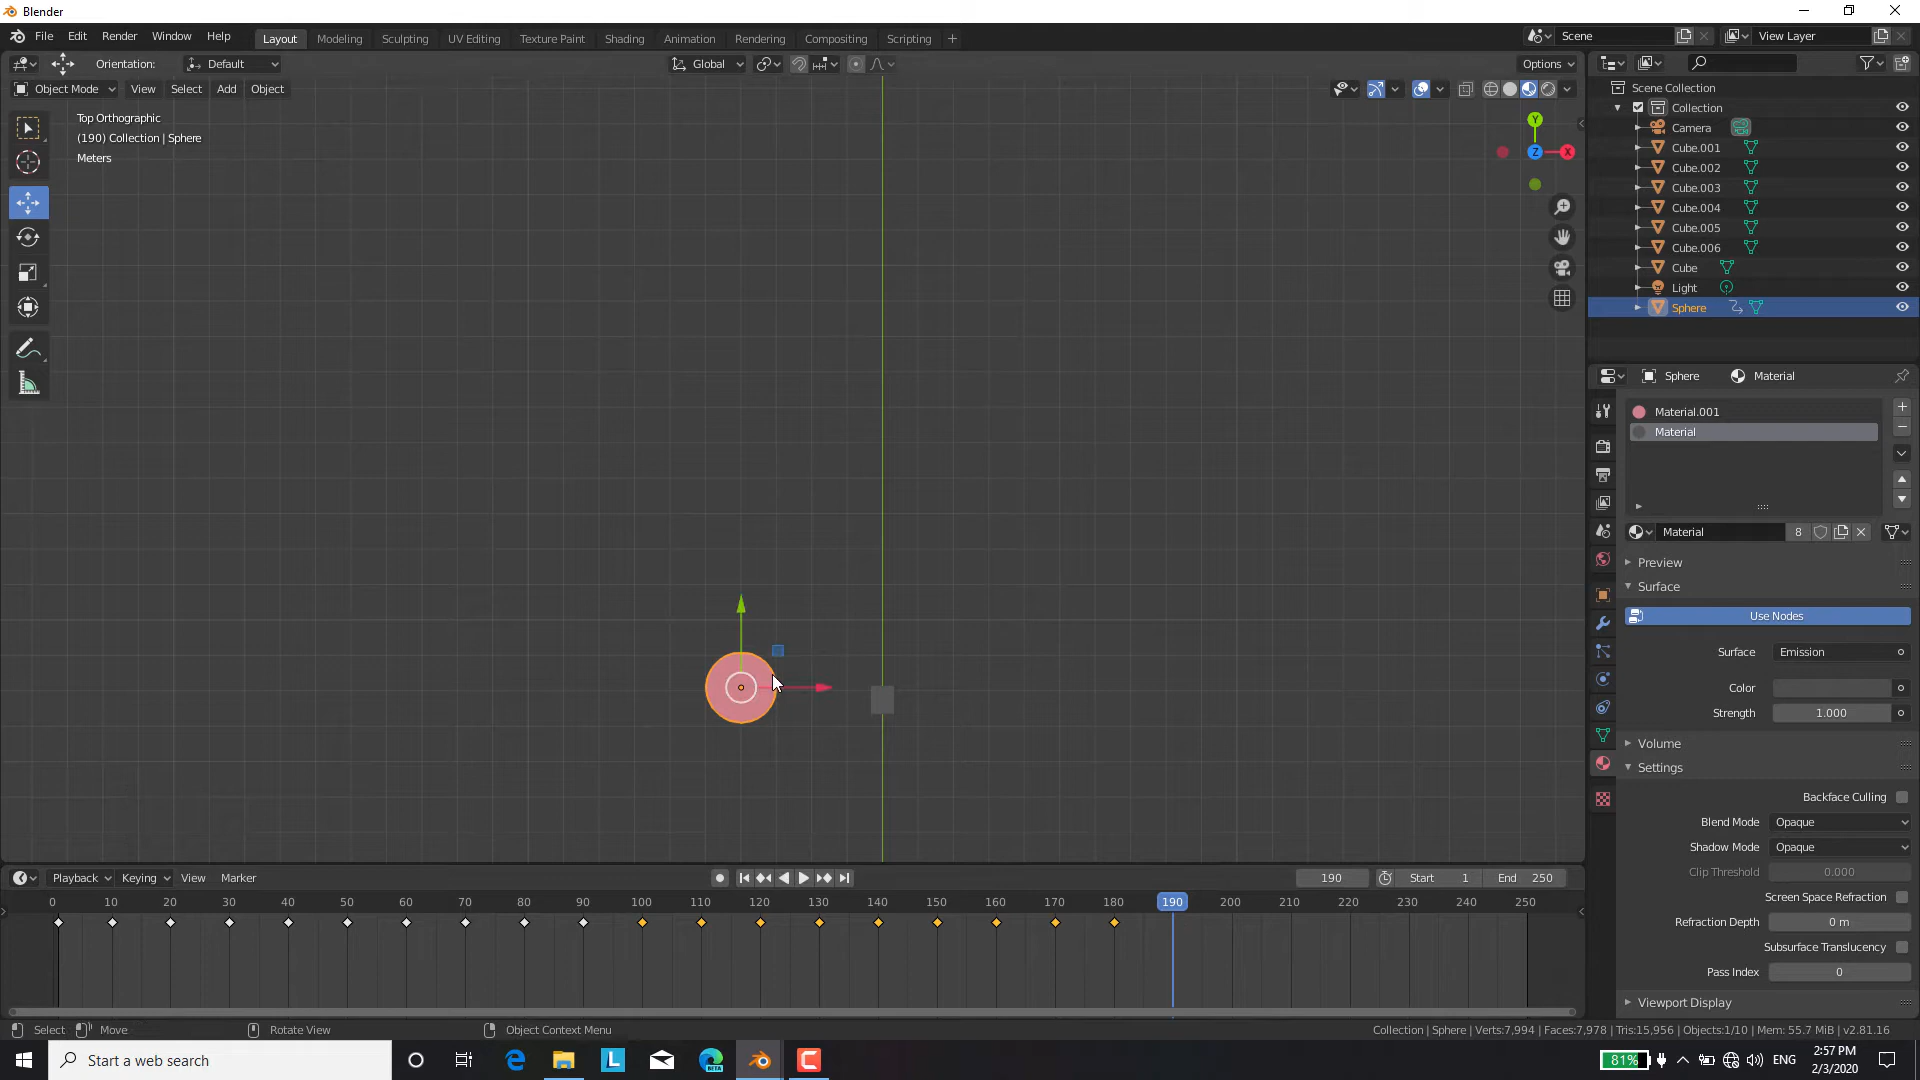 Blender
File Edit Render Window Help Layout Modeling Sculpting UV Editing Texture Paint Shading Animation Rendering Compositing Scripting + Scene View Layer
Orientation: Default Global Options
Object Mode View Select Add Object
Top Orthographic
(190) Collection | Sphere
Meters
Y
Z X
Scene Collection
Collection
Camera
Cube.001
Cube.002
Cube.003
Cube.004
Cube.005
Cube.006
Cube
Light
Sphere
Sphere Material
Material.001
Material
Material 8
Preview
Surface
Use Nodes
Surface Emission
Color
Strength 1.000
Volume
Settings
Backface Culling
Blend Mode Opaque
Shadow Mode Opaque
Clip Threshold 0.000
Screen Space Refraction
Refraction Depth 0 m
Subsurface Translucency
Pass Index 0
Viewport Display
Playback Keying View Marker 190 Start 1 End 250
0 10 20 30 40 50 60 70 80 90 100 110 120 130 140 150 160 170 180 190 200 210 220 230 240 250
Select Move Rotate View Object Context Menu Collection | Sphere | Verts:7,994 | Faces:7,978 | Tris:15,956 | Objects:1/10 | Mem: 55.7 MiB | v2.81.16
Start a web search L BETA 81% ENG 2:57 PM
2/3/2020